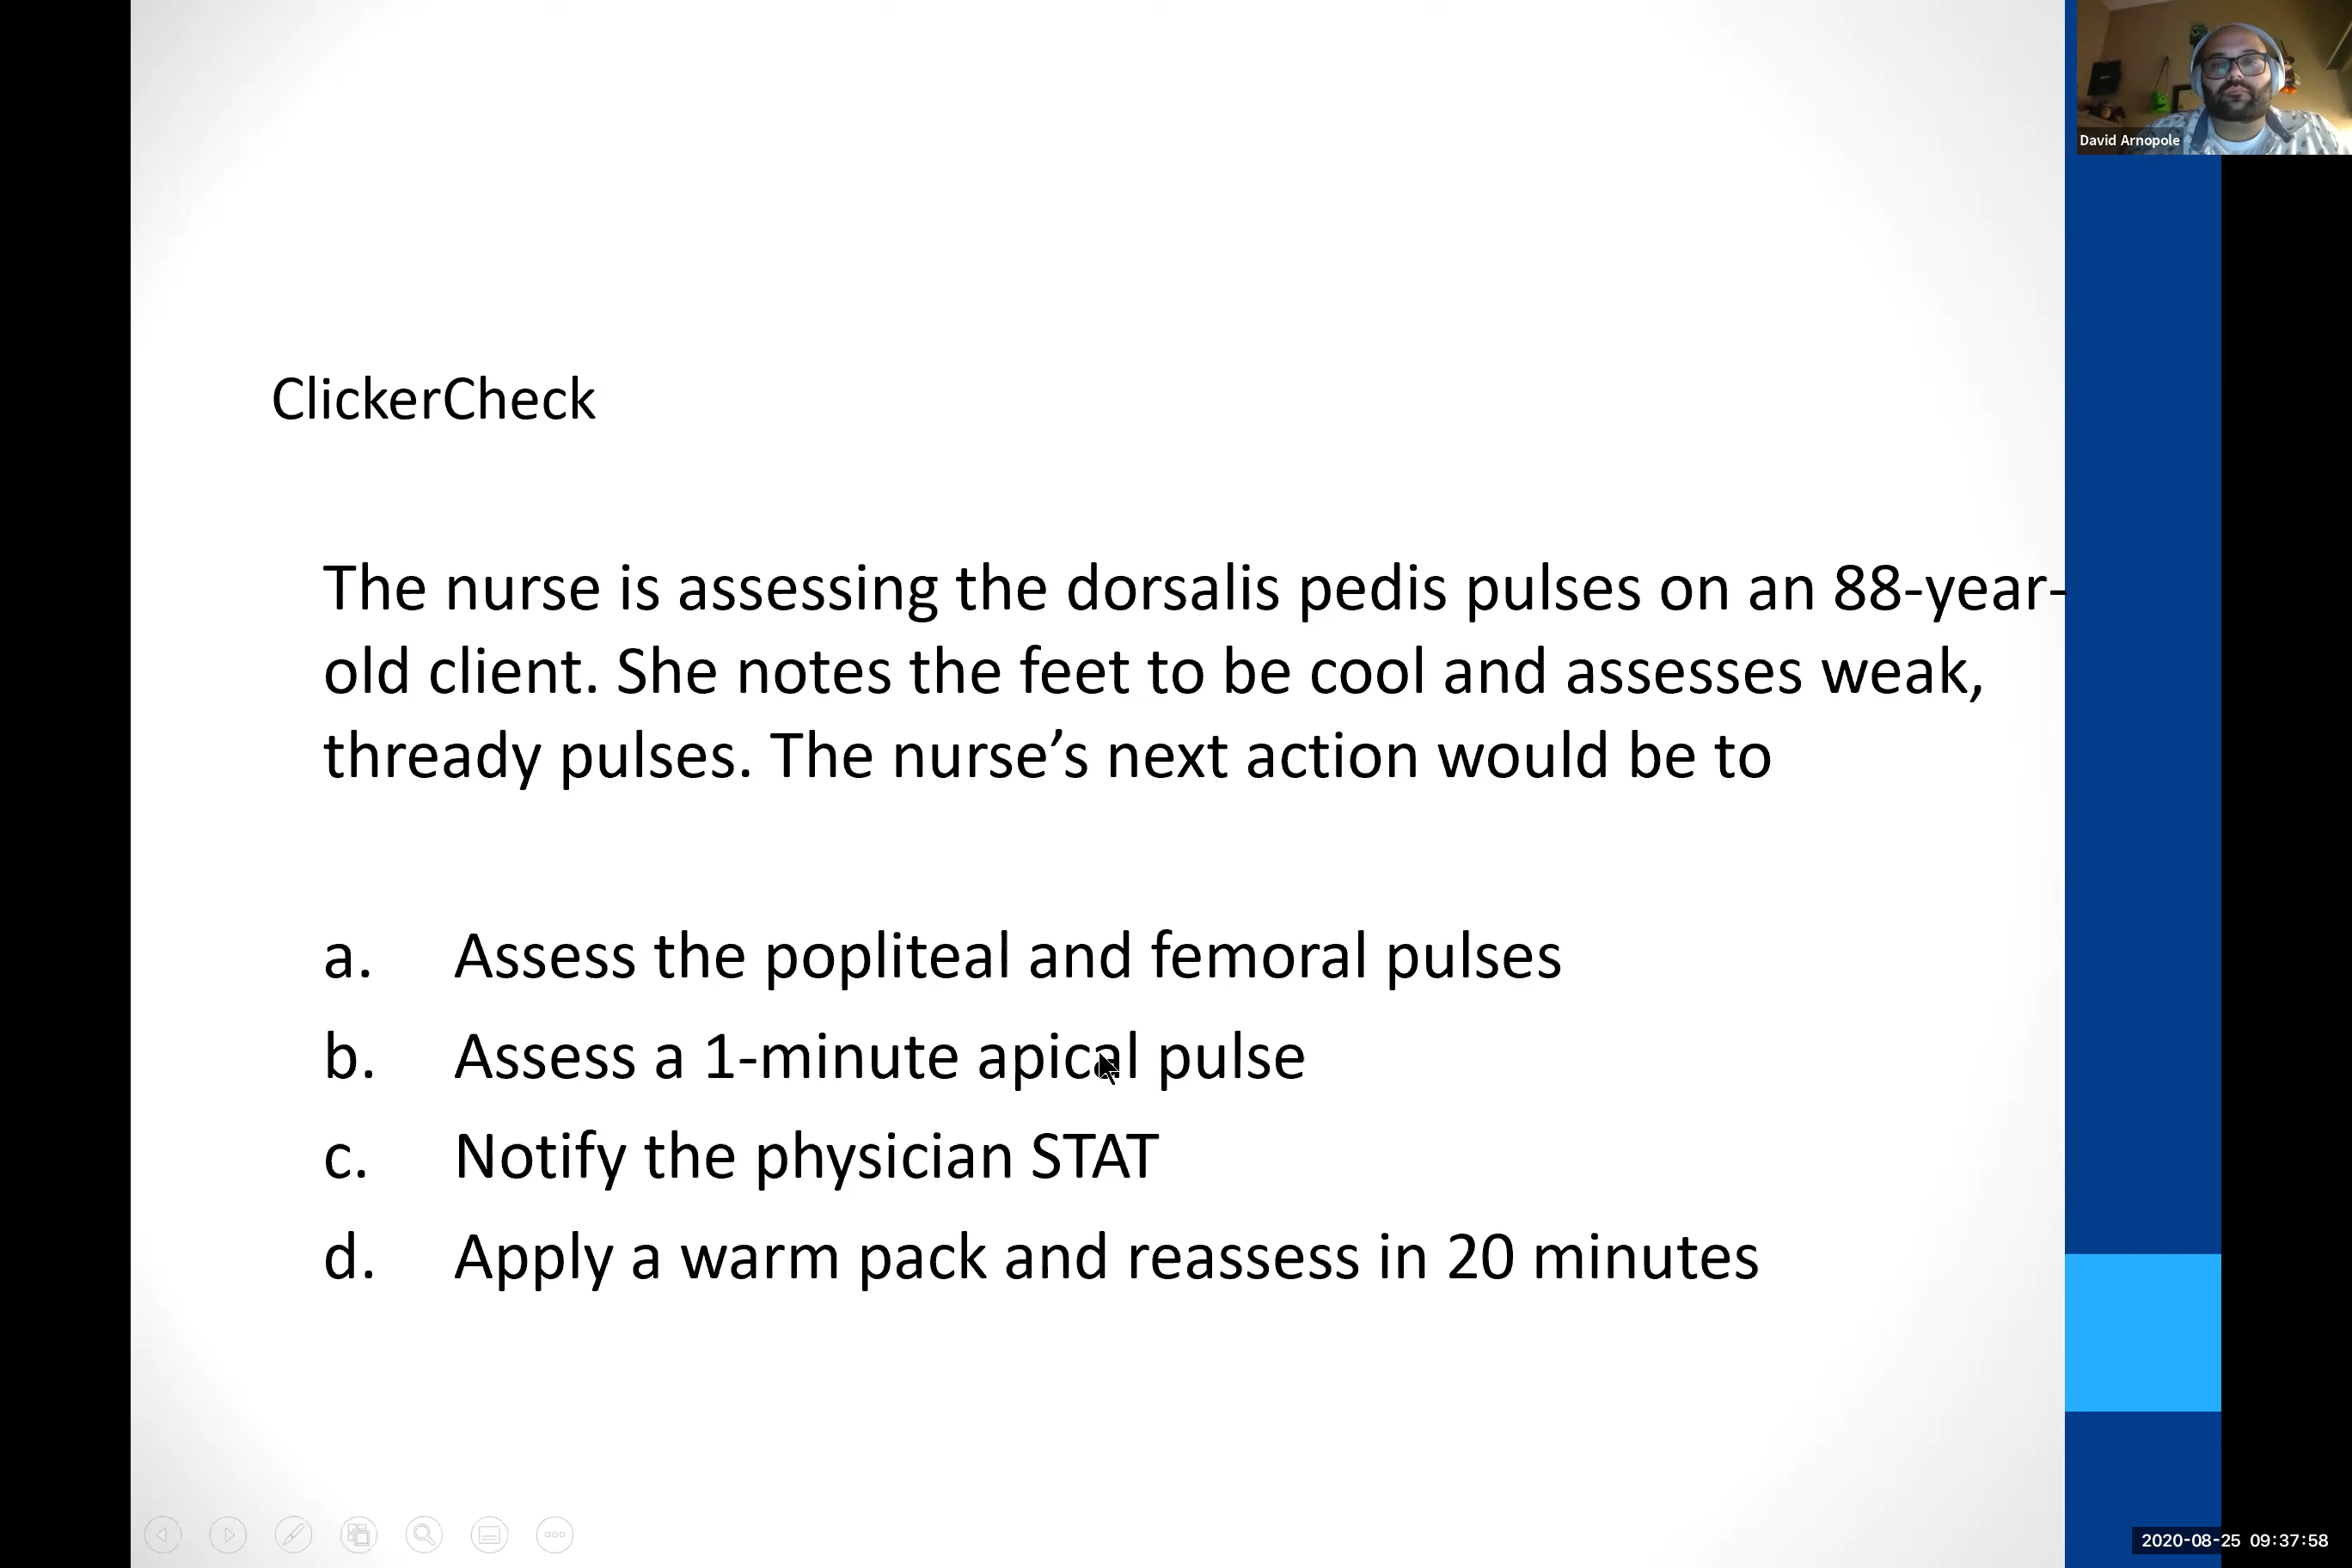 David Arnopole
ClickerCheck
The nurse is assessing the dorsalis pedis pulses on an 88-year-
old client. She notes the feet to be cool and assesses weak,
thready pulses. The nurse’s next action would be to
a. Assess the popliteal and femoral pulses
b. Assess a 1-minute apical pulse
c. Notify the physician STAT
d. Apply a warm pack and reassess in 20 minutes
2020-08-25 09:37:58